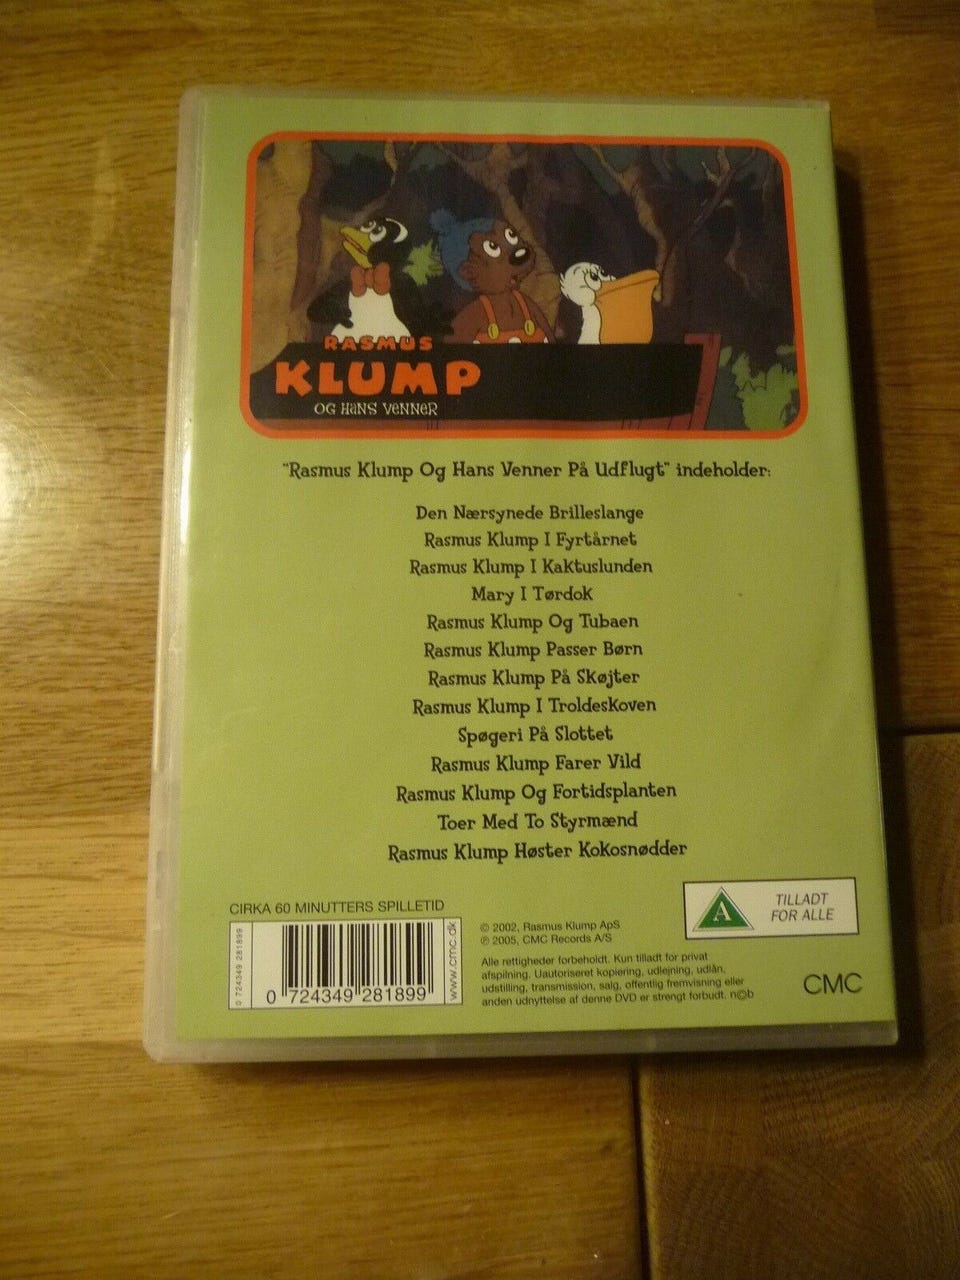 RASMUS
KLUMP
OG HANS VENNER
"Rasmus Klump Og Hans Venner På Udflugt" indeholder:
Den Nærsynede Brilleslange
Rasmus Klump I Fyrtårnet
Rasmus Klump I Kaktuslunden
Mary I Tørdok
Rasmus Klump Og Tubaen
Rasmus Klump Passer Børn
Rasmus Klump På Skøjter
Rasmus Klump I Troldeskoven
Spøgeri På Slottet
Rasmus Klump Farer Vild
Rasmus Klump Og Fortidsplanten
Toer Med To Styrmænd
Rasmus Klump Høster Kokosnødder
CIRKA 60 MINUTTERS SPILLETID
0 724349 281899
0 724349 281899
www.cmc.dk
© 2002, Rasmus Klump ApS
℗ 2005, CMC Records A/S
Alle rettigheder forbeholdt. Kun tilladt for privat
afspilning. Uautoriseret kopiering, udlejning, udlån,
udstilling, transmission, salg, offentlig fremvisning eller
anden udnyttelse af denne DVD er strengt forbudt. n©b
A
TILLADT
FOR ALLE
CMC